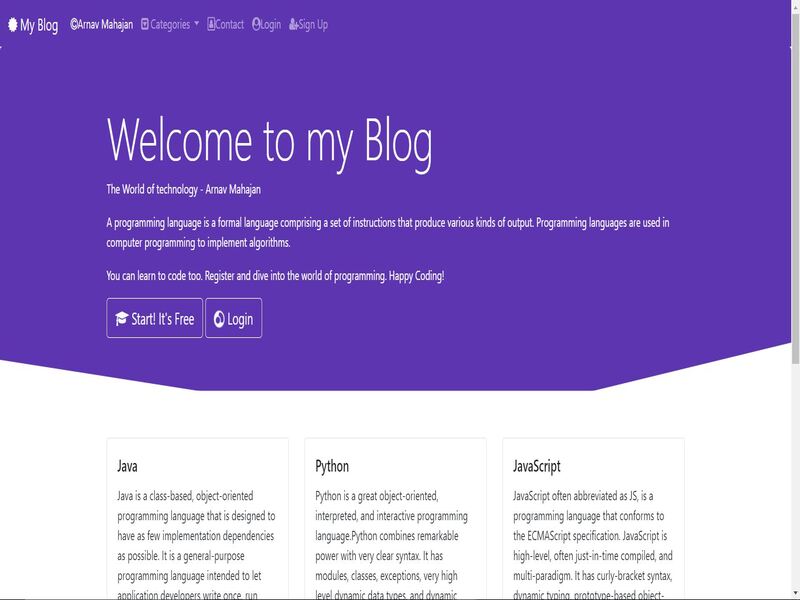 My Blog ©Arnav Mahajan Categories Contact Login Sign Up
Welcome to my Blog
The World of technology - Arnav Mahajan
A programming language is a formal language comprising a set of instructions that produce various kinds of output. Programming languages are used in
computer programming to implement algorithms.
You can learn to code too. Register and dive into the world of programming. Happy Coding!
Start! It's Free Login
Java
Java is a class-based, object-oriented
programming language that is designed to
have as few implementation dependencies
as possible. It is a general-purpose
programming language intended to let
application developers write once, run
Python
Python is a great object-oriented,
interpreted, and interactive programming
language.Python combines remarkable
power with very clear syntax. It has
modules, classes, exceptions, very high
level dynamic data types, and dynamic
JavaScript
JavaScript often abbreviated as JS, is a
programming language that conforms to
the ECMAScript specification. JavaScript is
high-level, often just-in-time compiled, and
multi-paradigm. It has curly-bracket syntax,
dynamic typing, prototype-based object-